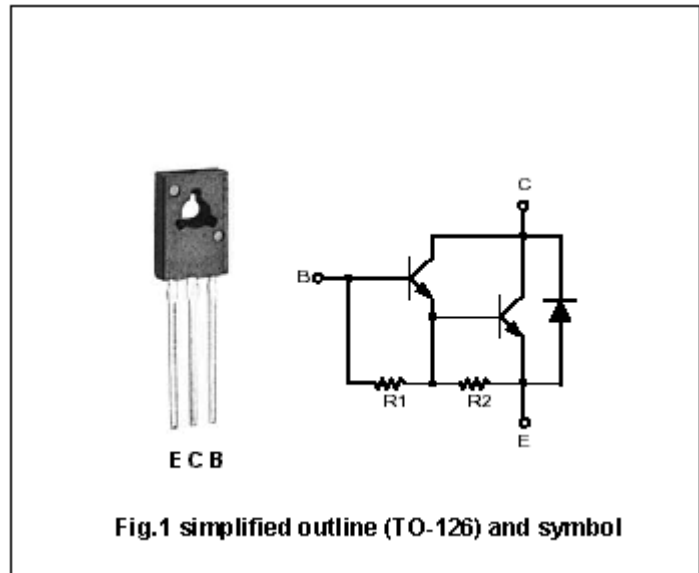 C
B
R1
R2
E
E C B
Fig.1 simplified outline (TO-126) and symbol